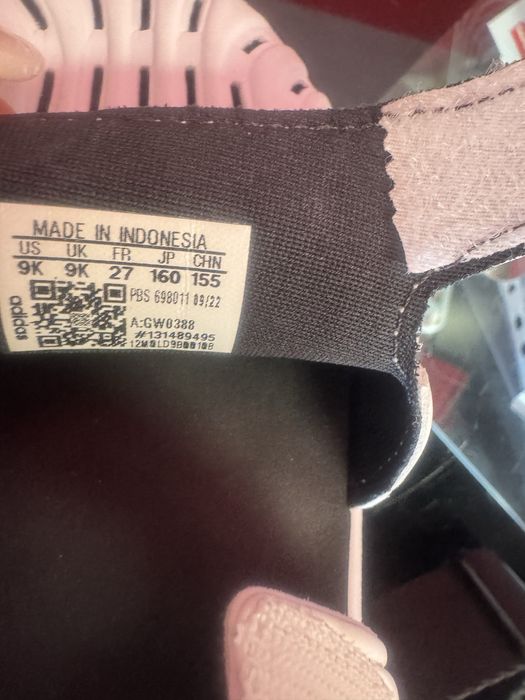 MADE IN INDONESIA
US UK FR JP CHN
9K 9K 27 160 155
PBS 698011 09/22
A:GW0388
#131489495
adidas